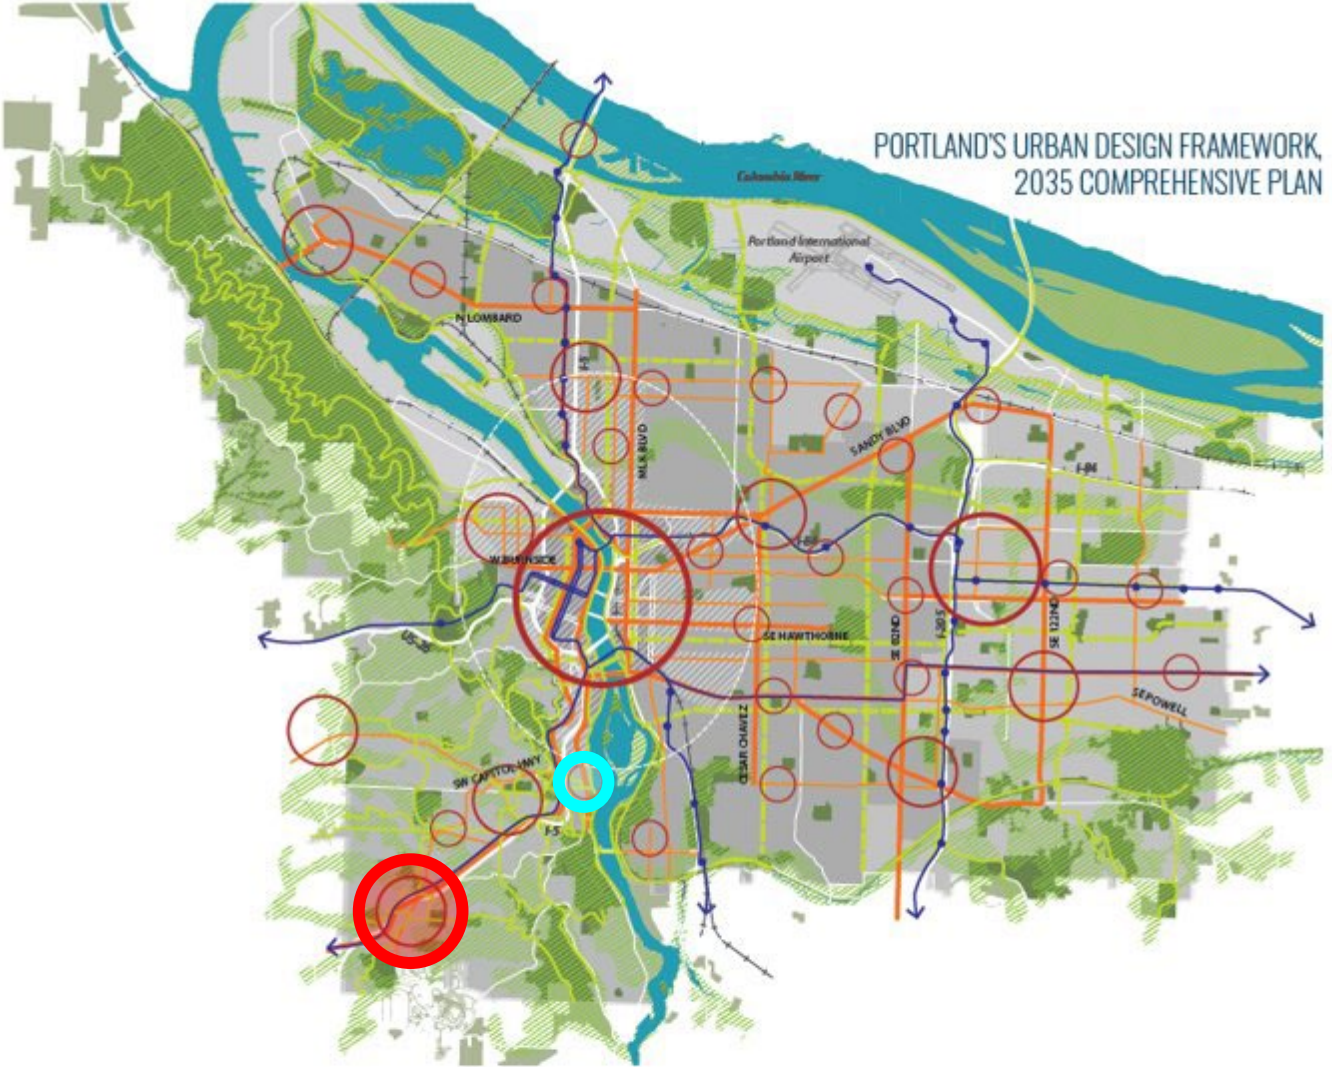 PORTLAND'S URBAN DESIGN FRAMEWORK,
2035 COMPREHENSIVE PLAN
Columbia River
Portland International
Airport
N LOMBARD
I-5
MLK BLVD
SANDY BLVD
I-84
W BURNSIDE
US-26
SE HAWTHORNE
SE 82ND
I-205
SE 122ND
SE POWELL
CESAR CHAVEZ
SW CAPITOL HWY
I-5